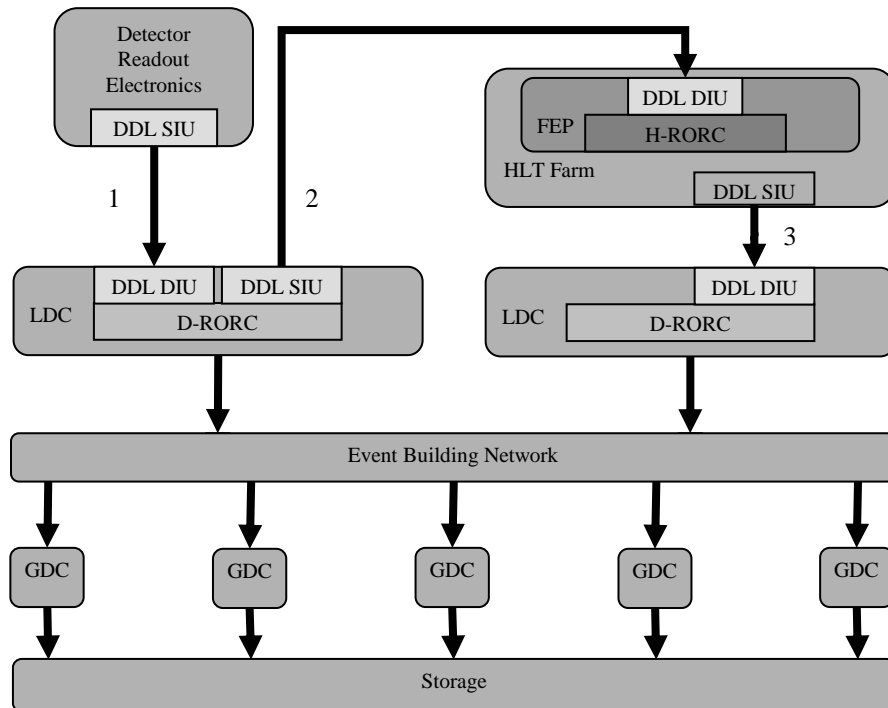 Detector
Readout
Electronics
DDL SIU
1
2
DDL DIU
FEP
H-RORC
HLT Farm
DDL SIU
3
DDL DIU
DDL SIU
LDC
D-RORC
DDL DIU
LDC
D-RORC
Event Building Network
GDC
GDC
GDC
GDC
GDC
Storage